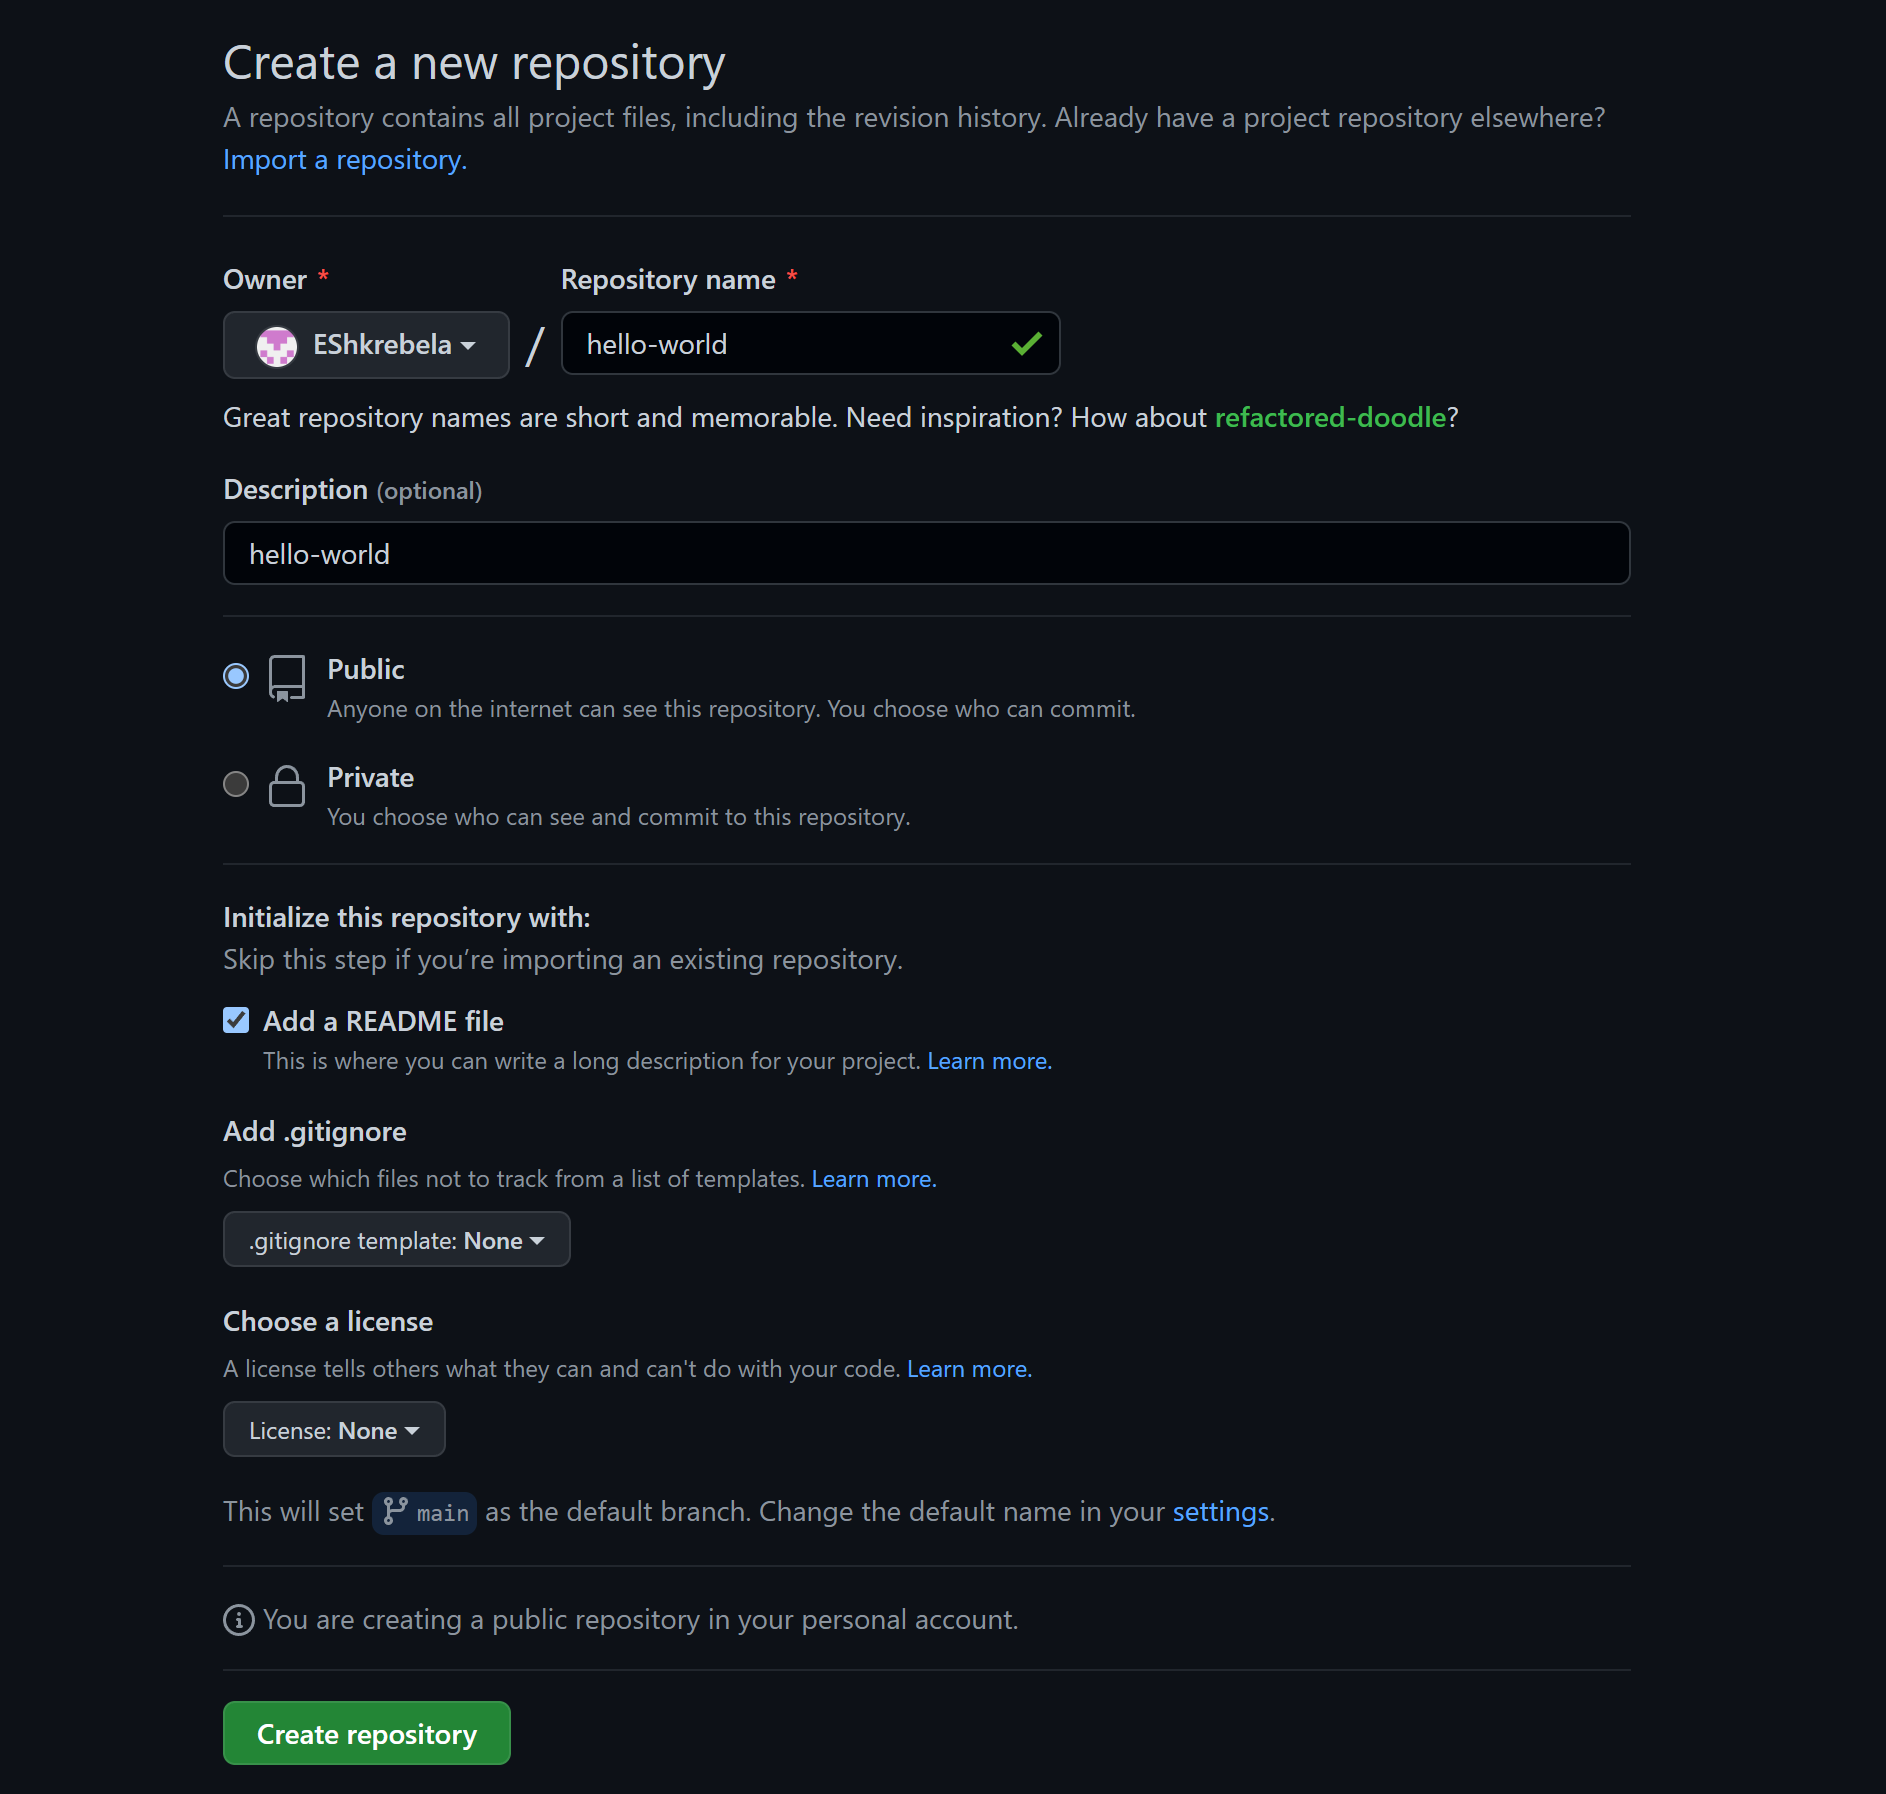 Create a new repository
A repository contains all project files, including the revision history. Already have a project repository elsewhere?
Import a repository.
Owner * Repository name *
EShkrebela / hello-world
Great repository names are short and memorable. Need inspiration? How about refactored-doodle?
Description (optional)
hello-world
Public
Anyone on the internet can see this repository. You choose who can commit.
Private
You choose who can see and commit to this repository.
Initialize this repository with:
Skip this step if you’re importing an existing repository.
Add a README file
This is where you can write a long description for your project. Learn more.
Add .gitignore
Choose which files not to track from a list of templates. Learn more.
.gitignore template: None
Choose a license
A license tells others what they can and can't do with your code. Learn more.
License: None
This will set main as the default branch. Change the default name in your settings.
You are creating a public repository in your personal account.
Create repository